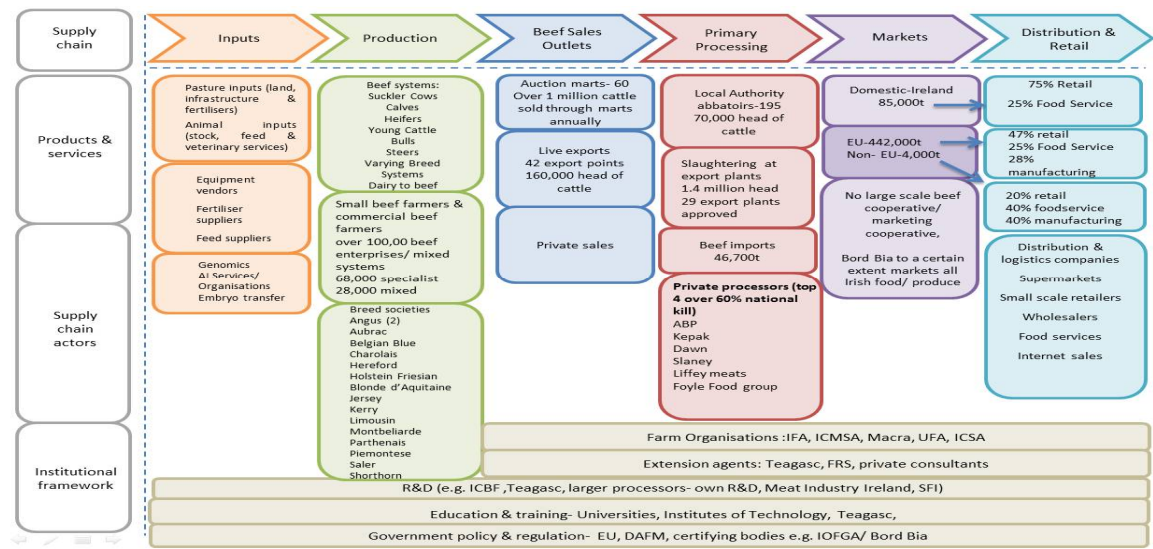 Supply
chain
Inputs
Production
Beef Sales
Outlets
Primary
Processing
Markets
Distribution &
Retail
Products &
services
Supply
chain
actors
Institutional
framework
Pasture inputs (land,
infrastructure &
fertilisers)
Animal inputs
(stock, feed &
veterinary services)
Equipment
vendors
Fertiliser
suppliers
Feed suppliers
Genomics
AI Services/
Organisations
Embryo transfer
Beef systems:
Suckler Cows
Calves
Heifers
Young Cattle
Bulls
Steers
Varying Breed
Systems
Dairy to beef
Small beef farmers &
commercial beef
farmers
over 100,00 beef
enterprises/ mixed
systems
68,000 specialist
28,000 mixed
Breed societies
Angus (2)
Aubrac
Belgian Blue
Charolais
Hereford
Holstein Friesian
Blonde d’Aquitaine
Jersey
Kerry
Limousin
Montbeliarde
Parthenais
Piemontese
Saler
Shorthorn
Auction marts- 60
Over 1 million cattle
sold through marts
annually
Live exports
42 export points
160,000 head of
cattle
Private sales
Local Authority
abbatoirs-195
70,000 head of
cattle
Slaughtering at
export plants
1.4 million head
29 export plants
approved
Beef imports
46,700t
Private processors (top
4 over 60% national
kill)
ABP
Kepak
Dawn
Slaney
Liffey meats
Foyle Food group
Domestic-Ireland
85,000t
EU-442,000t
Non- EU-4,000t
No large scale beef
cooperative/
marketing
cooperative,
Bord Bia to a certain
extent markets all
Irish food/ produce
75% Retail
25% Food Service
47% retail
25% Food Service
28%
manufacturing
20% retail
40% foodservice
40% manufacturing
Distribution &
logistics companies
Supermarkets
Small scale retailers
Wholesalers
Food services
Internet sales
Farm Organisations :IFA, ICMSA, Macra, UFA, ICSA
Extension agents: Teagasc, FRS, private consultants
R&D (e.g. ICBF ,Teagasc, larger processors- own R&D, Meat Industry Ireland, SFI)
Education & training- Universities, Institutes of Technology, Teagasc,
Government policy & regulation- EU, DAFM, certifying bodies e.g. IOFGA/ Bord Bia